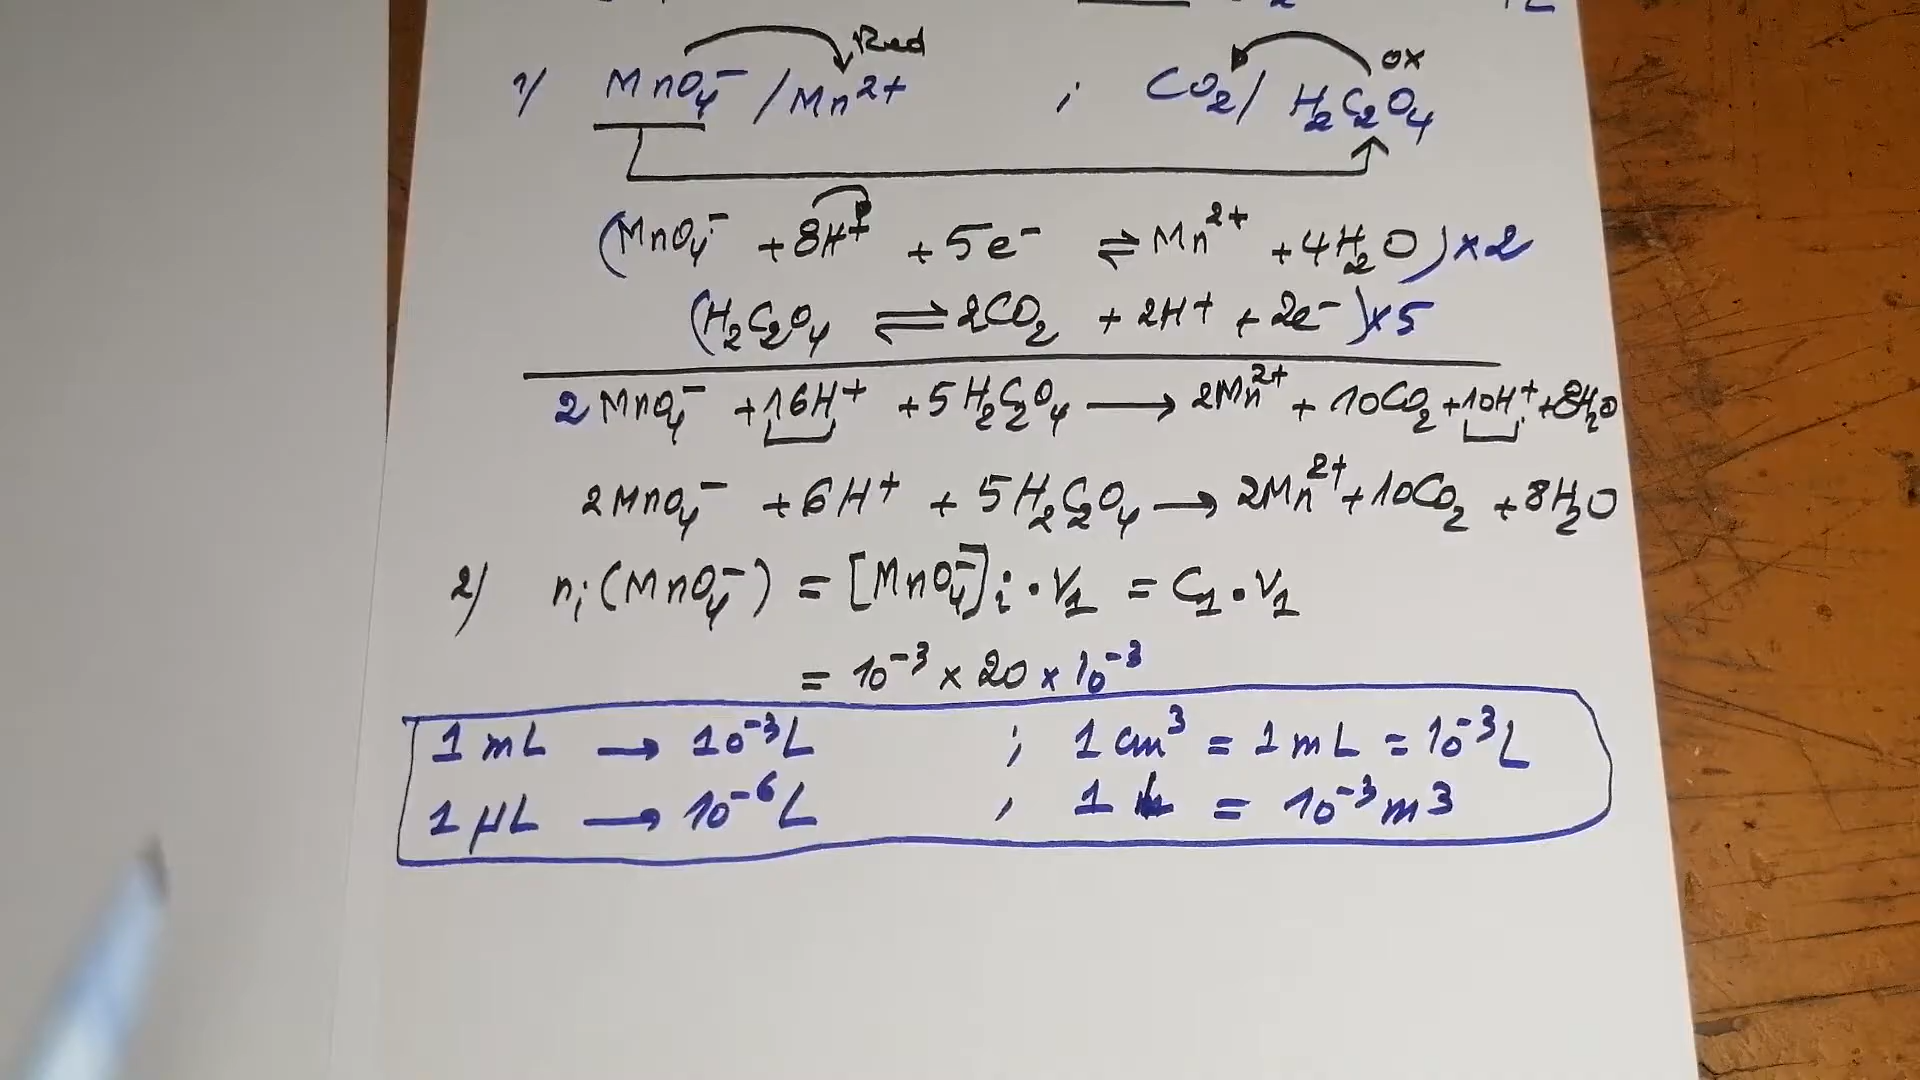 Red ox
1) MnO₄⁻ / Mn²⁺ ; CO₂ / H₂C₂O₄
(MnO₄⁻ + 8H⁺ + 5e⁻ ⇌ Mn²⁺ + 4H₂O) × 2
(H₂C₂O₄ ⇌ 2CO₂ + 2H⁺ + 2e⁻) × 5
2MnO₄⁻ + 16H⁺ + 5H₂C₂O₄ → 2Mn²⁺ + 10CO₂ + 10H⁺ + 8H₂O
2MnO₄⁻ + 6H⁺ + 5H₂C₂O₄ → 2Mn²⁺ + 10CO₂ + 8H₂O
2) nᵢ(MnO₄⁻) = [MnO₄⁻]ᵢ · V₁ = C₁ · V₁
= 10⁻³ × 20 × 10⁻³
1 mL → 10⁻³ L ; 1 cm³ = 1 mL = 10⁻³ L
1 μL → 10⁻⁶ L ; 1 L = 10⁻³ m3